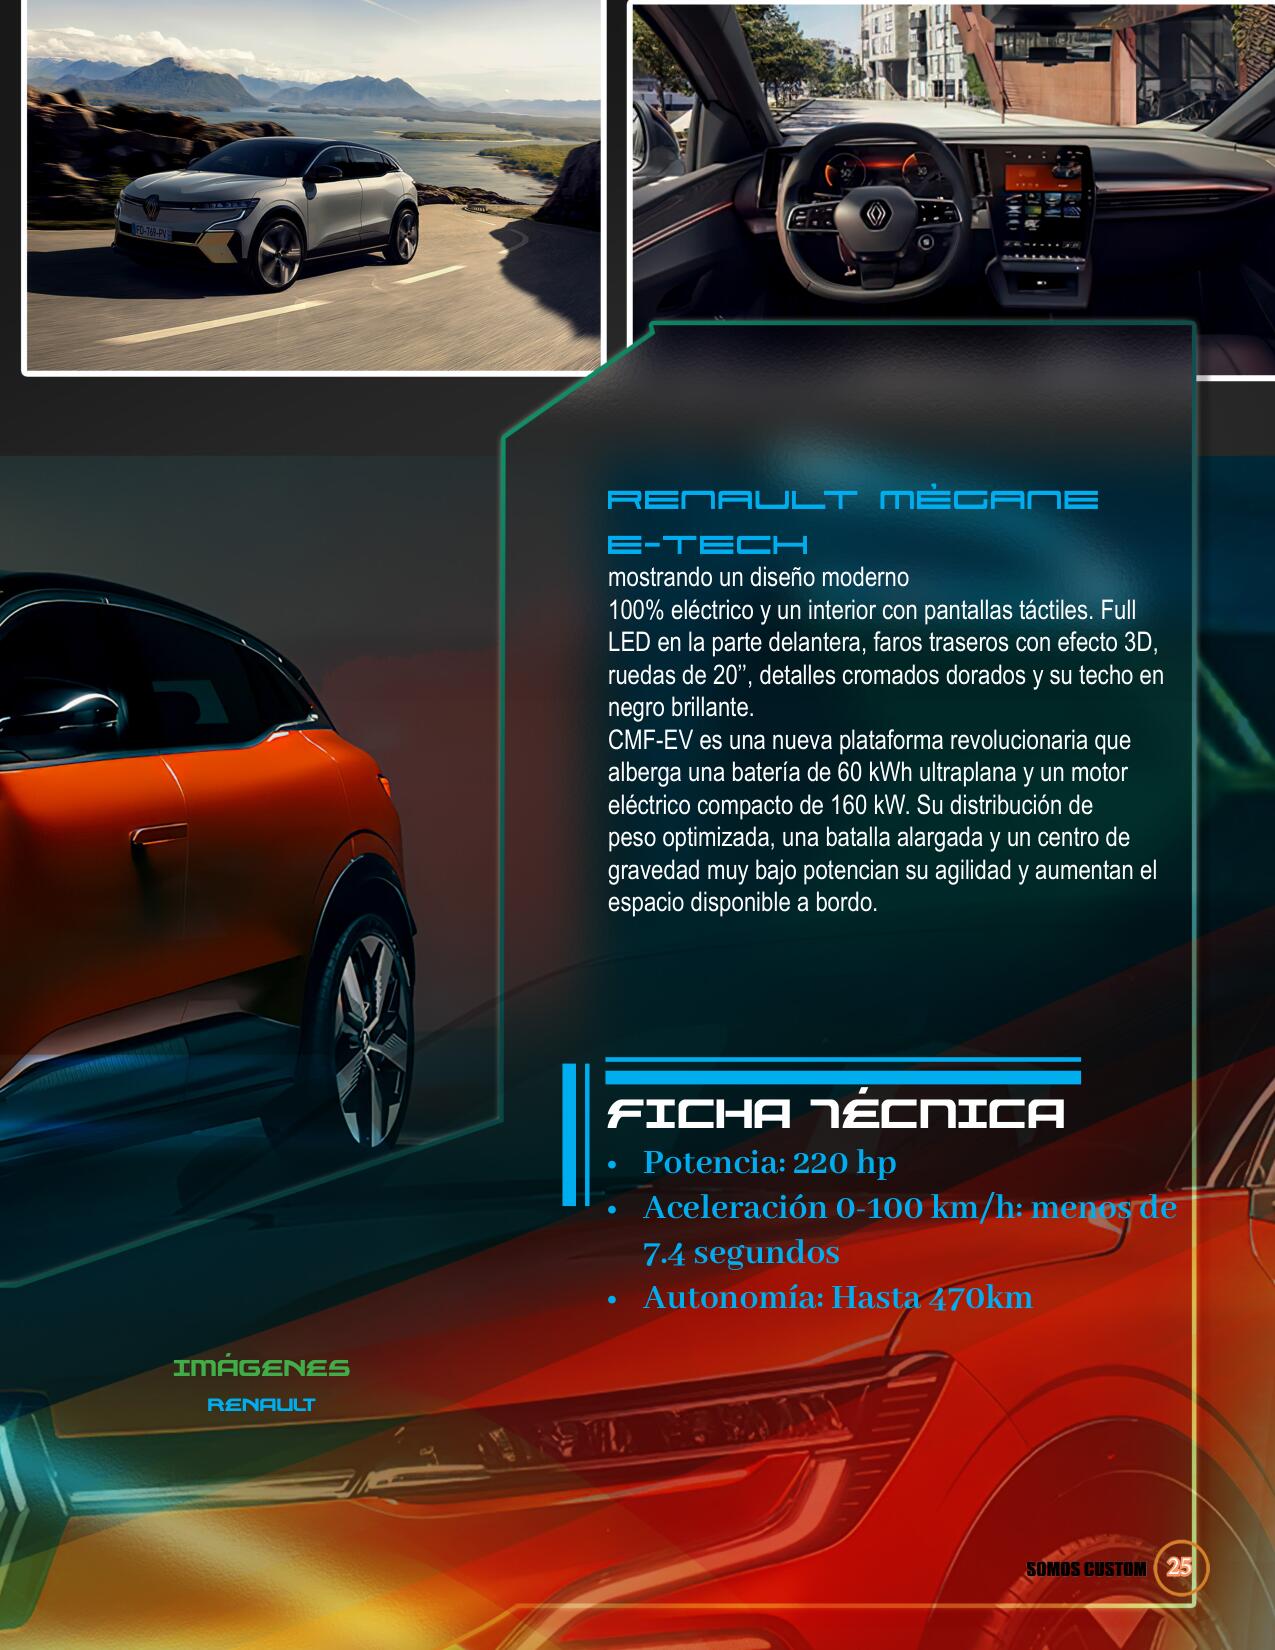 FD-769-PV
RENAULT MÉGANE
E-TECH
mostrando un diseño moderno
100% eléctrico y un interior con pantallas táctiles. Full
LED en la parte delantera, faros traseros con efecto 3D,
ruedas de 20’’, detalles cromados dorados y su techo en
negro brillante.
CMF-EV es una nueva plataforma revolucionaria que
alberga una batería de 60 kWh ultraplana y un motor
eléctrico compacto de 160 kW. Su distribución de
peso optimizada, una batalla alargada y un centro de
gravedad muy bajo potencian su agilidad y aumentan el
espacio disponible a bordo.
FICHA TÉCNICA
• Potencia: 220 hp
• Aceleración 0-100 km/h: menos de
7.4 segundos
• Autonomía: Hasta 470km
IMÁGENES
RENAULT
SOMOS CUSTOM 25